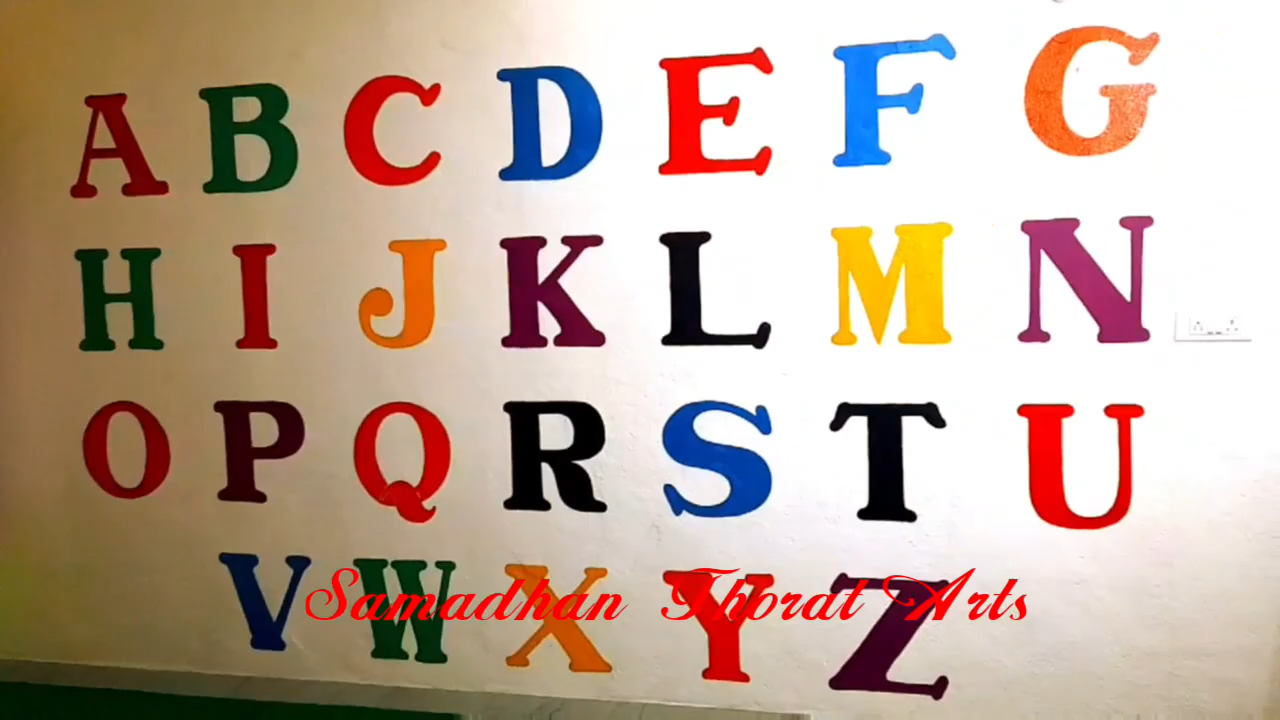 A B C D E F G
H I J K L M N
O P Q R S T U
V W X Y Z
Samadhan Thorat Arts